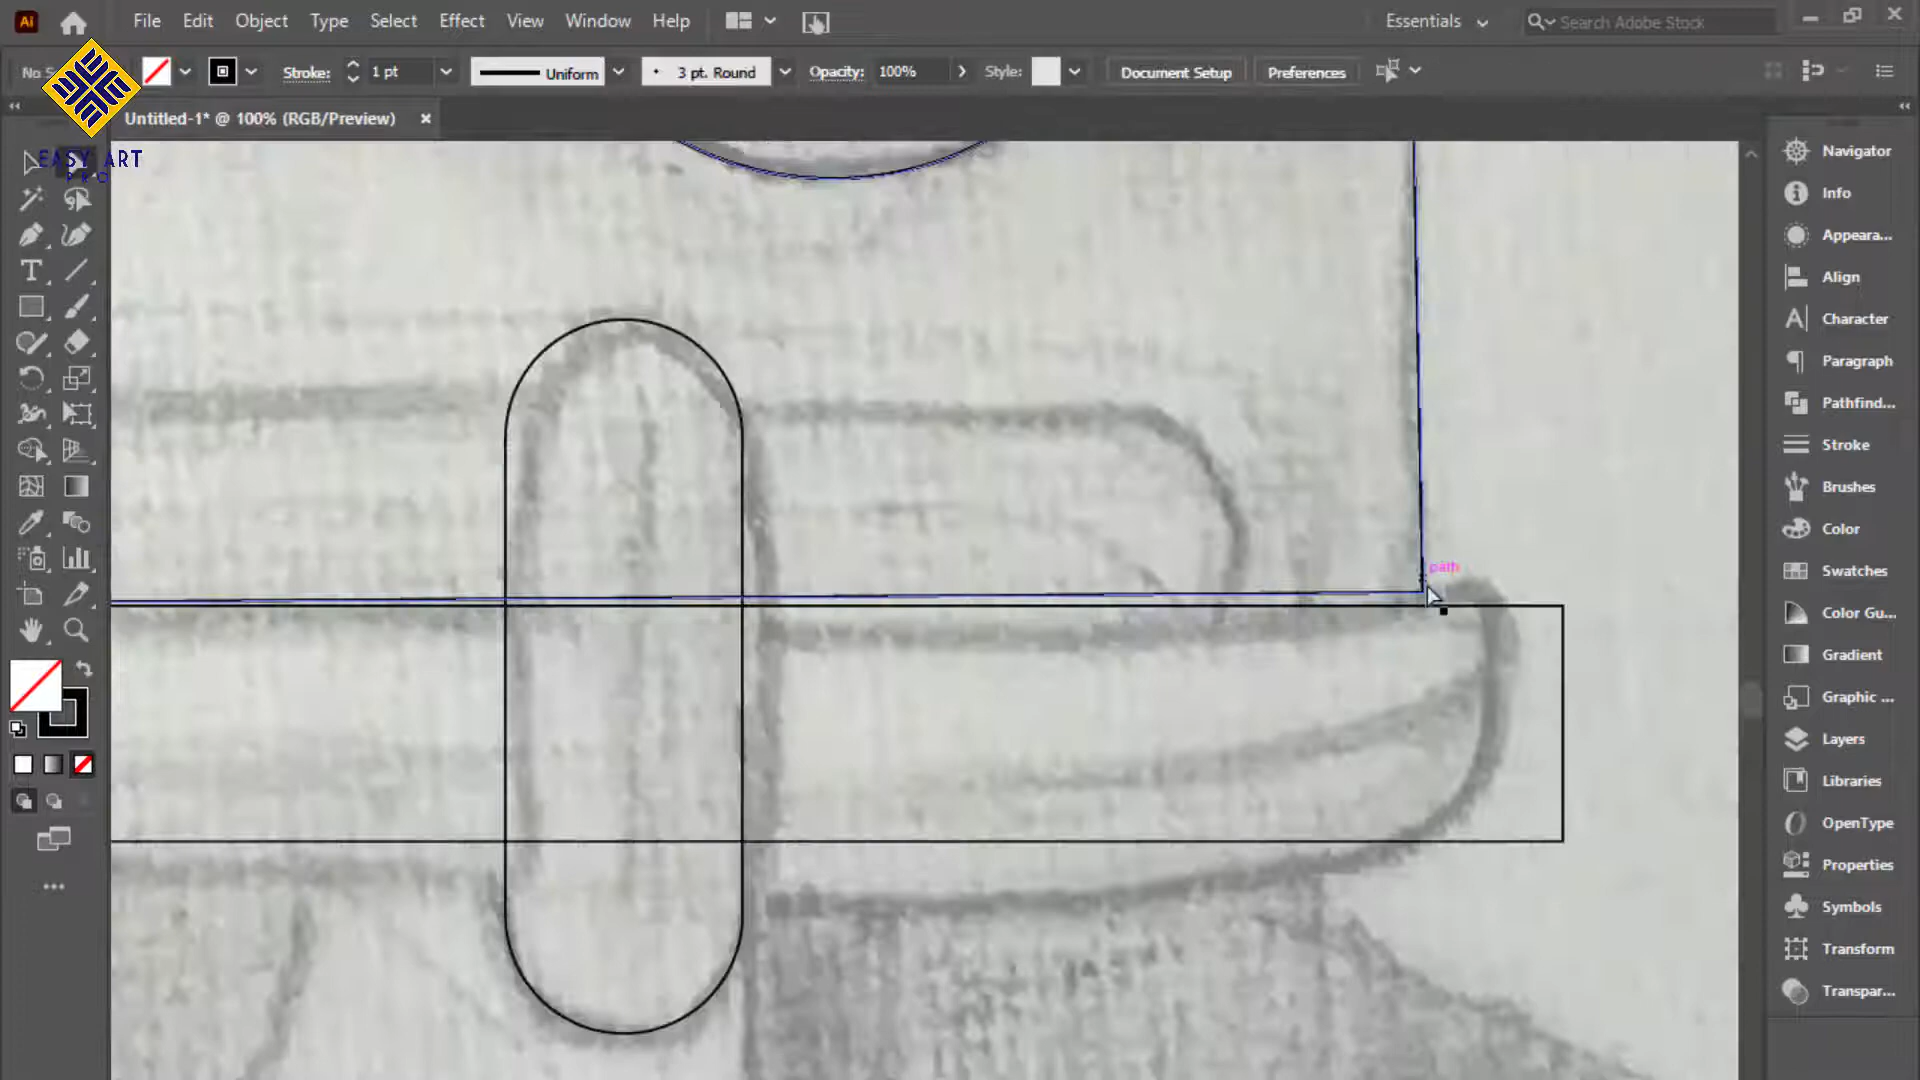 Ai File Edit Object Type Select Effect View Window Help Essentials Search Adobe Stock
Stroke: 1 pt Uniform 3 pt. Round Opacity: 100% Style: Document Setup Preferences
Untitled-1* @ 100% (RGB/Preview)
EASY ART
PRO
Navigator
Info
Appeara...
Align
Character
Paragraph
Pathfind...
Stroke
Brushes
Color
Swatches
Color Gu...
Gradient
Graphic ...
Layers
Libraries
OpenType
Properties
Symbols
Transform
Transpar...
path